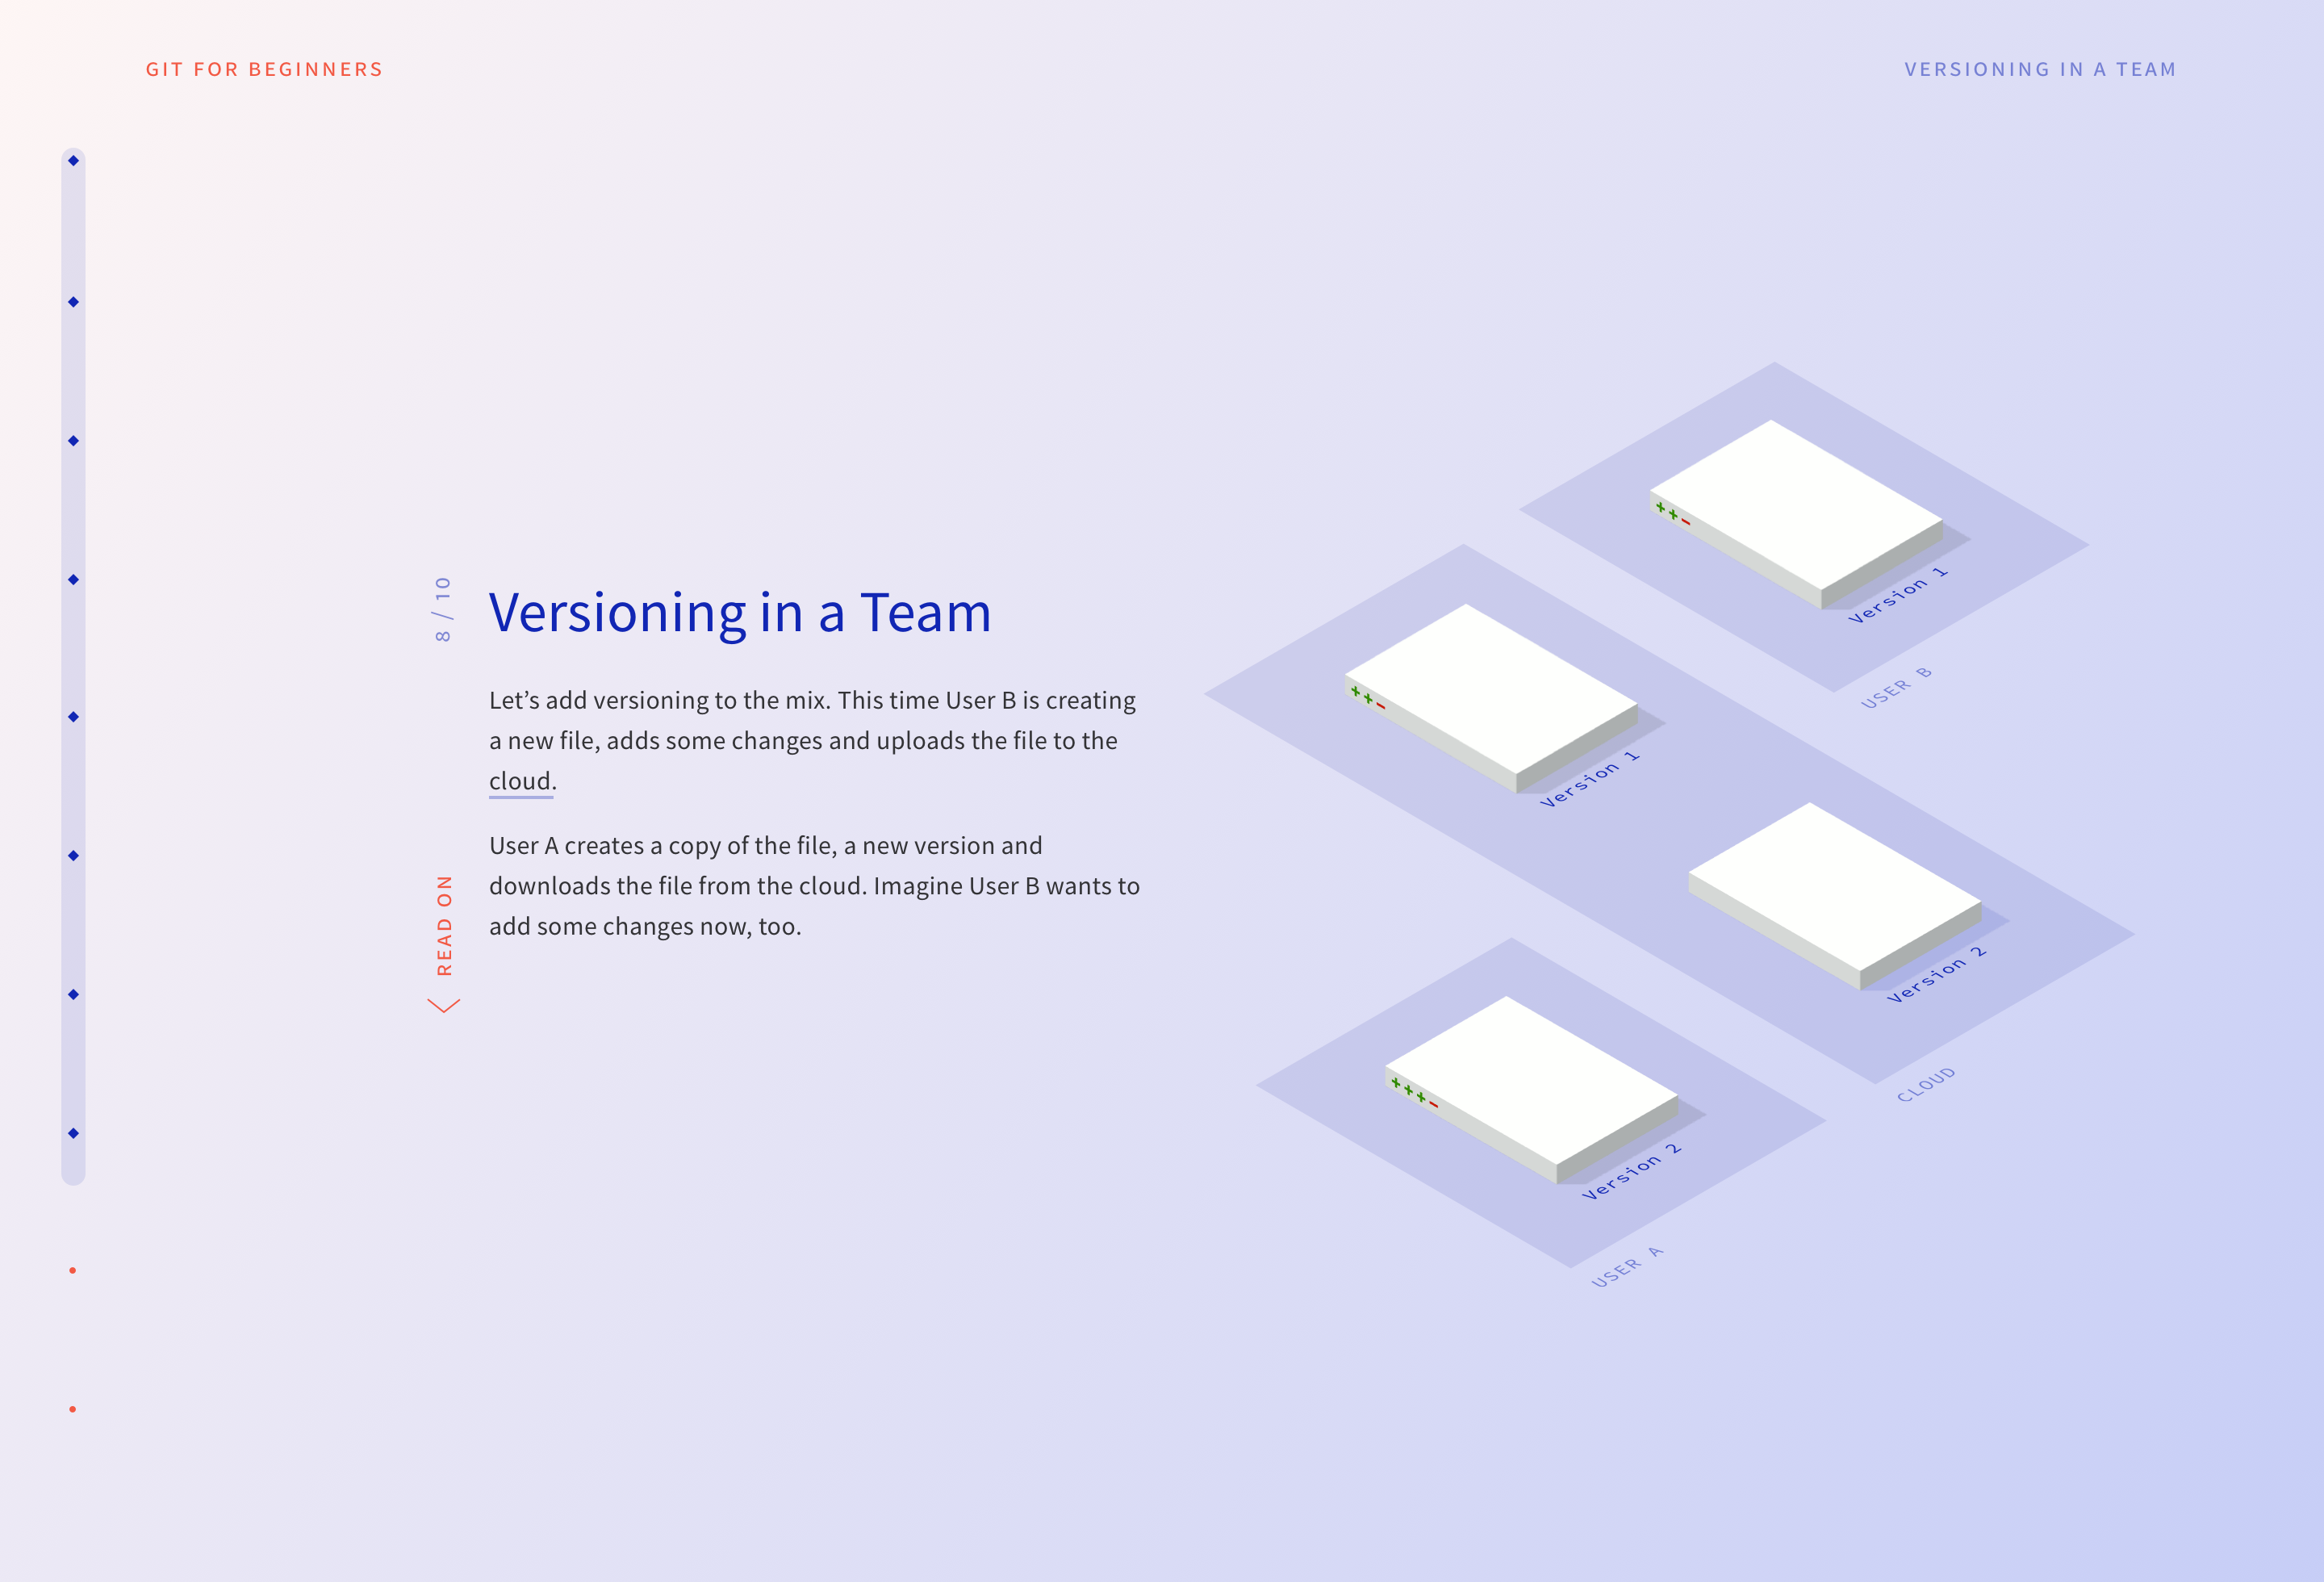 GIT FOR BEGINNERS
VERSIONING IN A TEAM
8 / 10
Versioning in a Team
Let’s add versioning to the mix. This time User B is creating
a new file, adds some changes and uploads the file to the
cloud.
User A creates a copy of the file, a new version and
downloads the file from the cloud. Imagine User B wants to
add some changes now, too.
READ ON
++−
Version 1
USER B
++−
Version 1
Version 2
CLOUD
+++−
Version 2
USER A